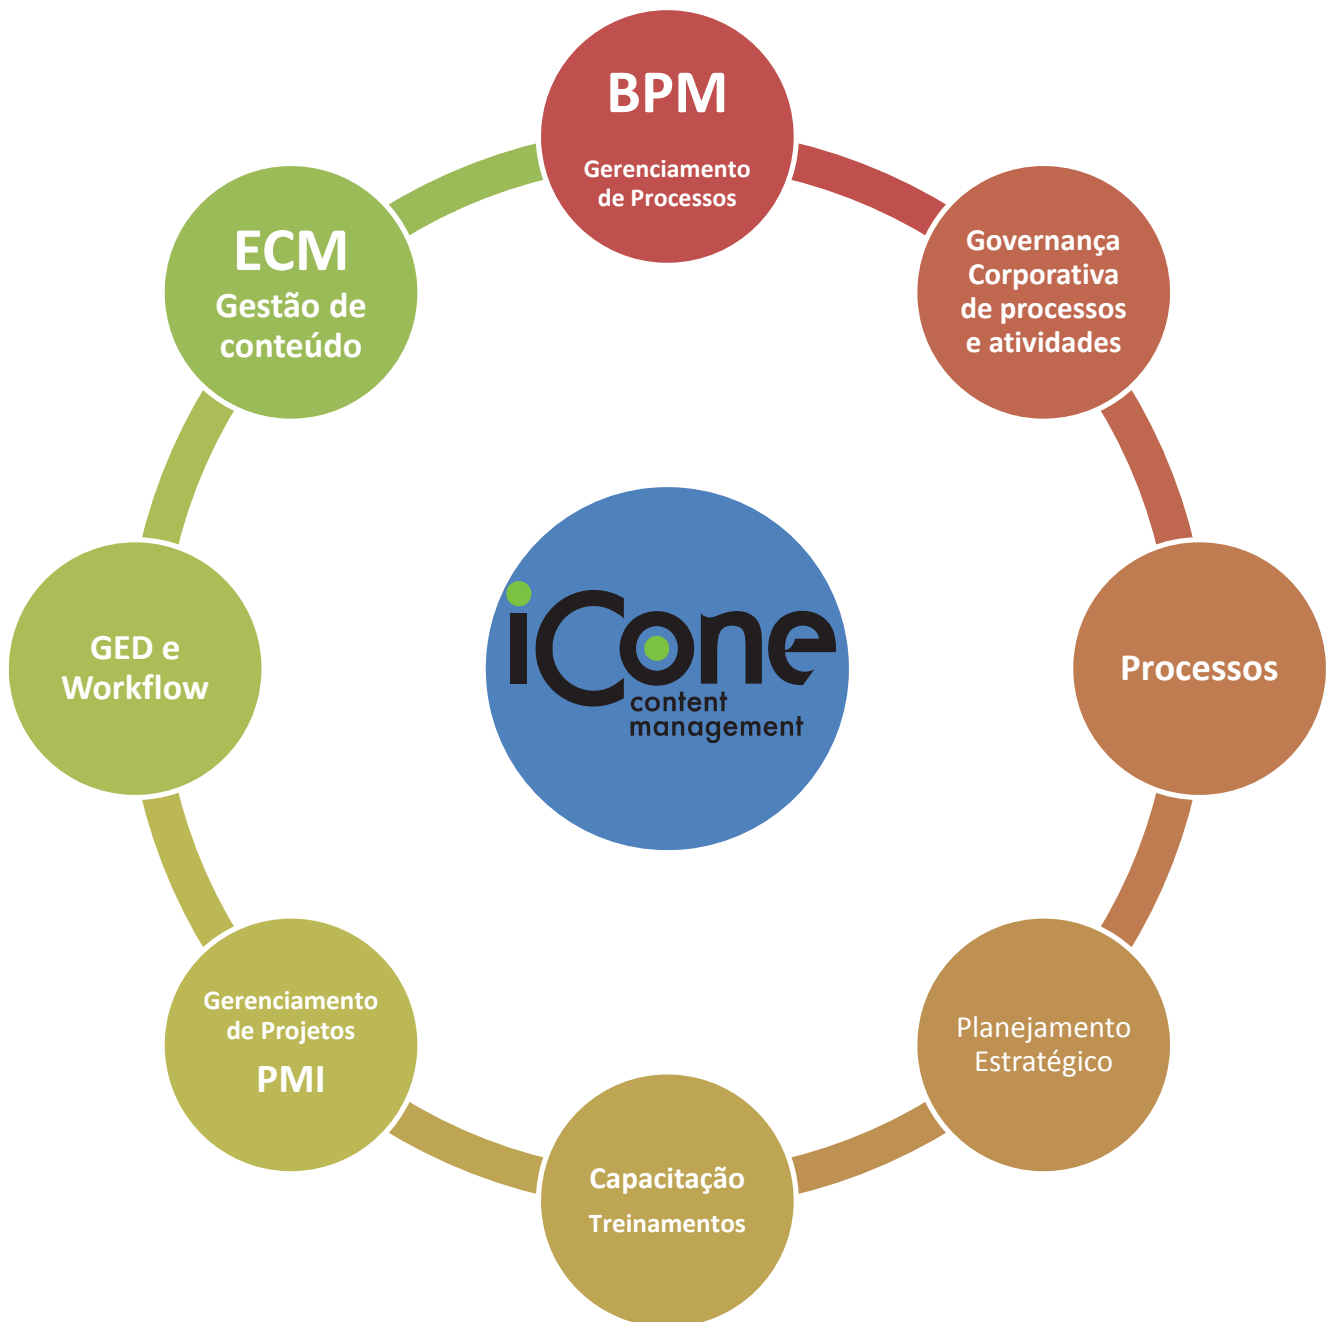 BPM
Gerenciamento
de Processos
Governança
Corporativa
de processos
e atividades
Processos
Planejamento
Estratégico
Capacitação
Treinamentos
Gerenciamento
de Projetos
PMI
GED e
Workflow
ECM
Gestão de
conteúdo
iCone
content
management